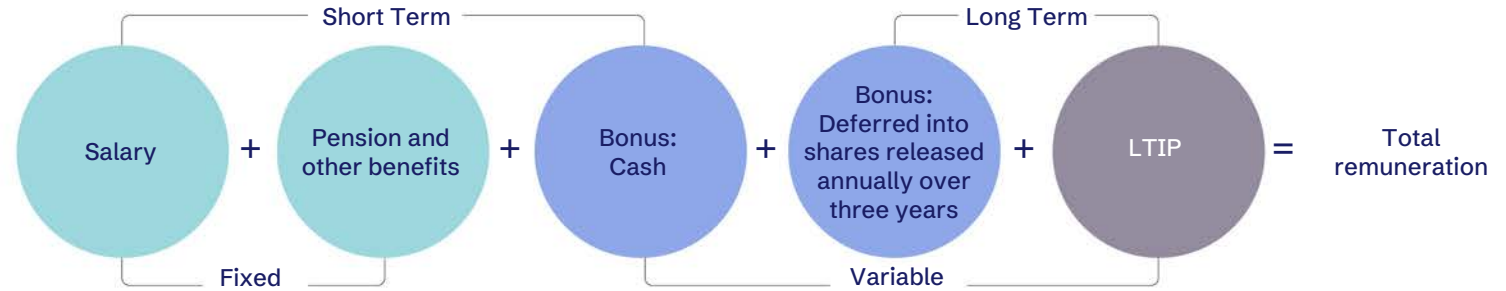 Short Term
Long Term
Salary
+
Pension and
other benefits
+
Bonus:
Cash
+
Bonus:
Deferred into
shares released
annually over
three years
+
LTIP
=
Total
remuneration
Fixed
Variable